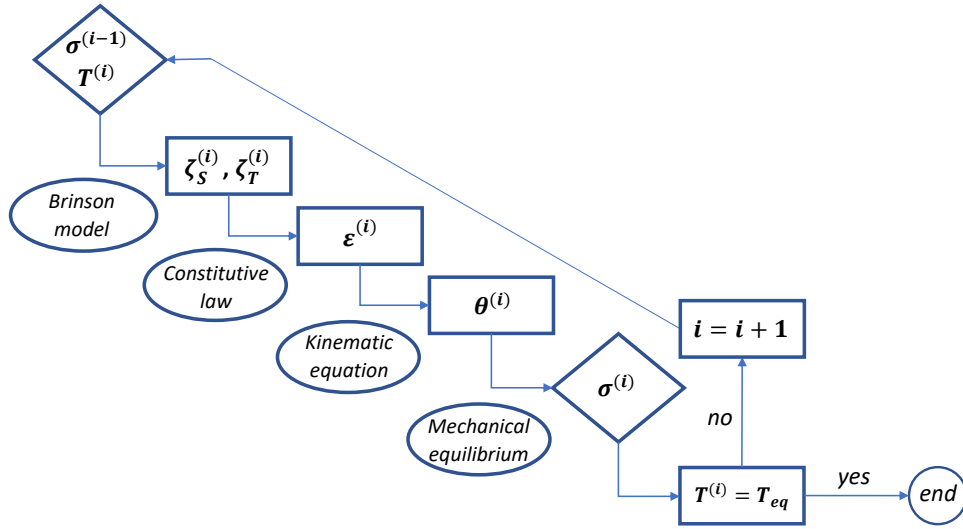 σ^(i−1)
T^(i)
ζ_S^(i) , ζ_T^(i)
Brinson
model
ε^(i)
Constitutive
law
θ^(i)
Kinematic
equation
i = i + 1
σ^(i)
Mechanical
equilibrium
no
T^(i) = T_eq
yes
end